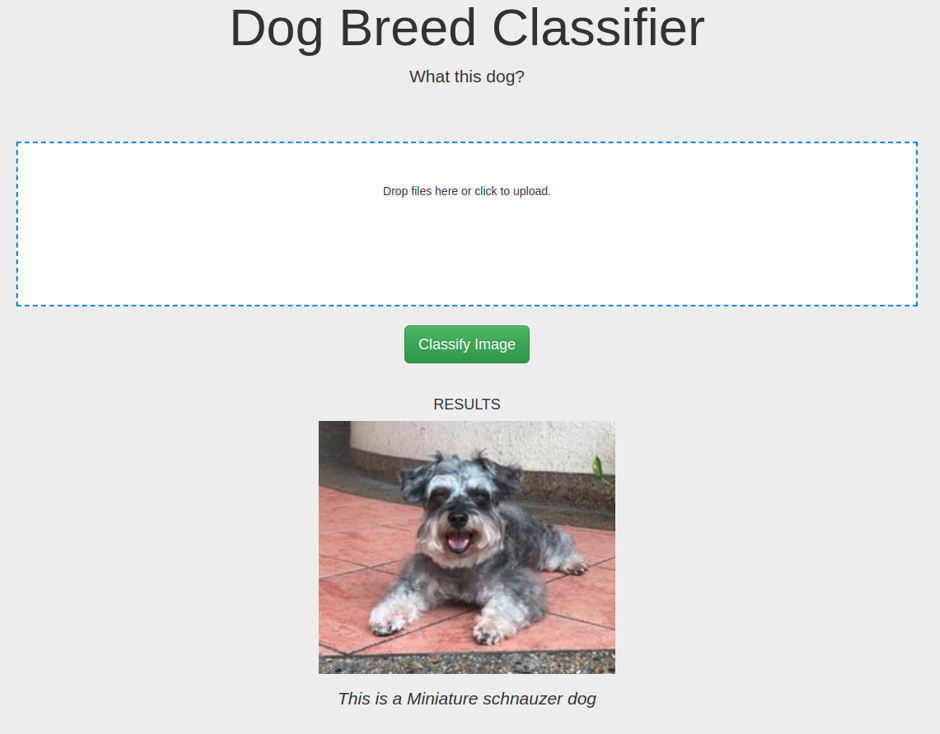 Dog Breed Classifier
What this dog?
Drop files here or click to upload.
Classify Image
RESULTS
This is a Miniature schnauzer dog